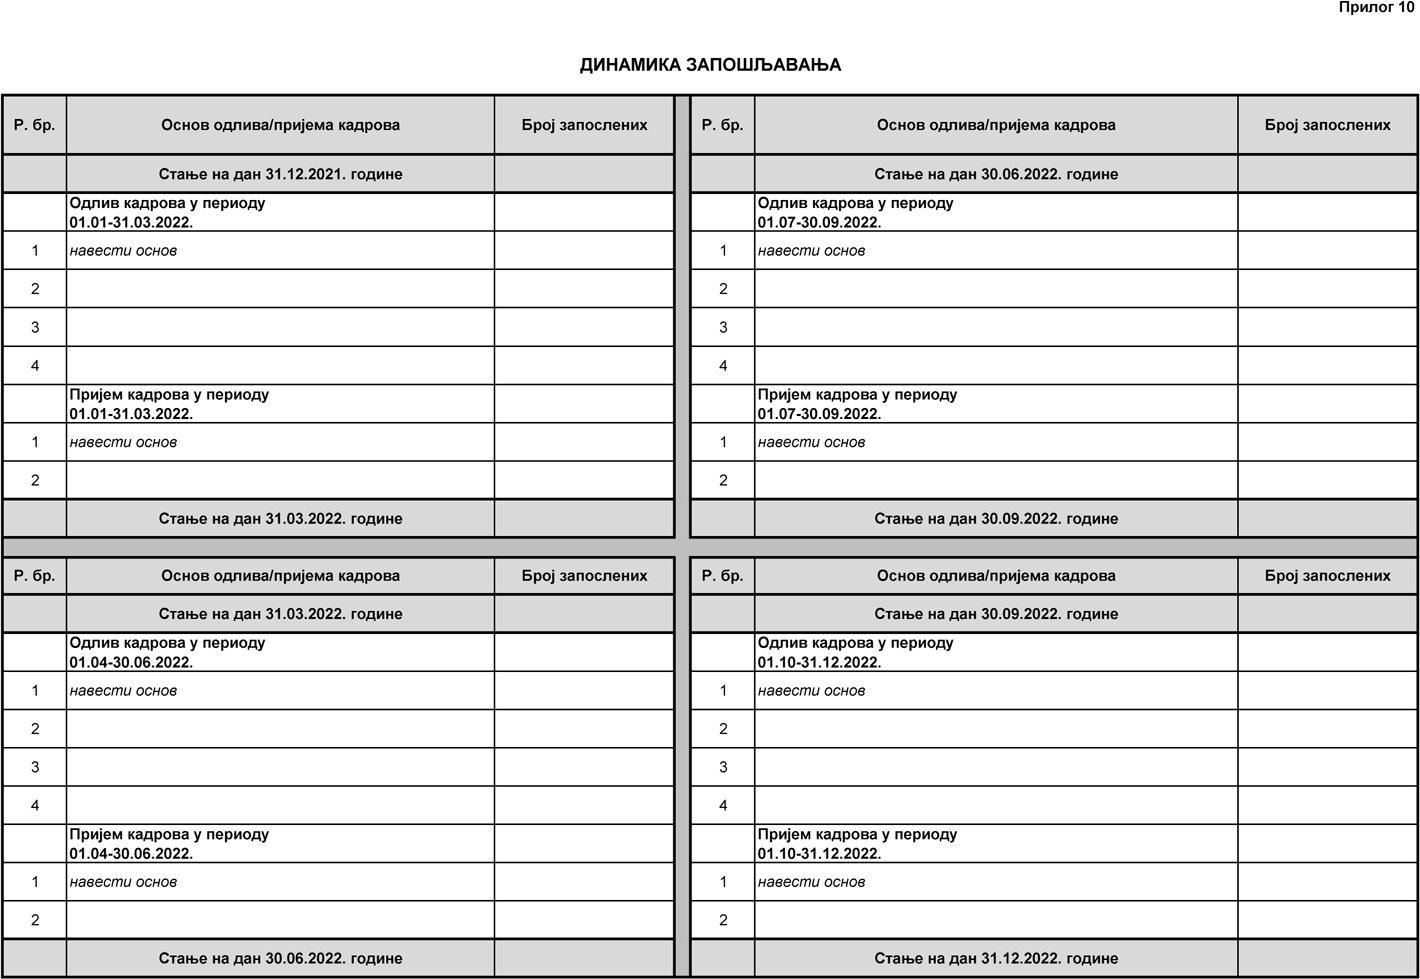 Прилог 10
ДИНАМИКА ЗАПОШЉАВАЊА
Р. бр. Основ одлива/пријема кадрова Број запослених
Стање на дан 31.12.2021. године
Одлив кадрова у периоду
01.01-31.03.2022.
1 навести основ
2
3
4
Пријем кадрова у периоду
01.01-31.03.2022.
1 навести основ
2
Стање на дан 31.03.2022. године
Р. бр. Основ одлива/пријема кадрова Број запослених
Стање на дан 30.06.2022. године
Одлив кадрова у периоду
01.07-30.09.2022.
1 навести основ
2
3
4
Пријем кадрова у периоду
01.07-30.09.2022.
1 навести основ
2
Стање на дан 30.09.2022. године
Р. бр. Основ одлива/пријема кадрова Број запослених
Стање на дан 31.03.2022. године
Одлив кадрова у периоду
01.04-30.06.2022.
1 навести основ
2
3
4
Пријем кадрова у периоду
01.04-30.06.2022.
1 навести основ
2
Стање на дан 30.06.2022. године
Р. бр. Основ одлива/пријема кадрова Број запослених
Стање на дан 30.09.2022. године
Одлив кадрова у периоду
01.10-31.12.2022.
1 навести основ
2
3
4
Пријем кадрова у периоду
01.10-31.12.2022.
1 навести основ
2
Стање на дан 31.12.2022. године